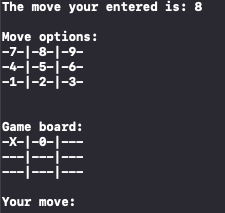 The move your entered is: 8
Move options:
-7-|-8-|-9-
-4-|-5-|-6-
-1-|-2-|-3-
Game board:
-X-|-0-|---
---|---|---
---|---|---
Your move: